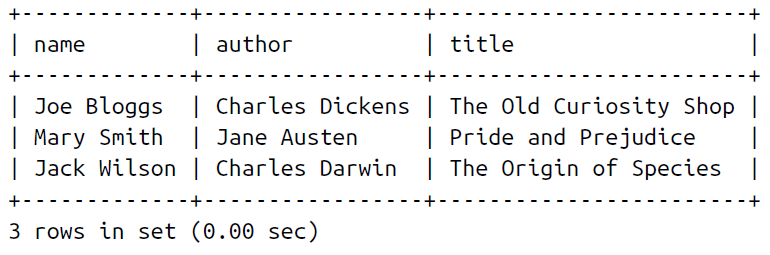 +-------------+-----------------+------------------------+
| name        | author          | title                  |
+-------------+-----------------+------------------------+
| Joe Bloggs  | Charles Dickens | The Old Curiosity Shop |
| Mary Smith  | Jane Austen     | Pride and Prejudice    |
| Jack Wilson | Charles Darwin  | The Origin of Species  |
+-------------+-----------------+------------------------+
3 rows in set (0.00 sec)